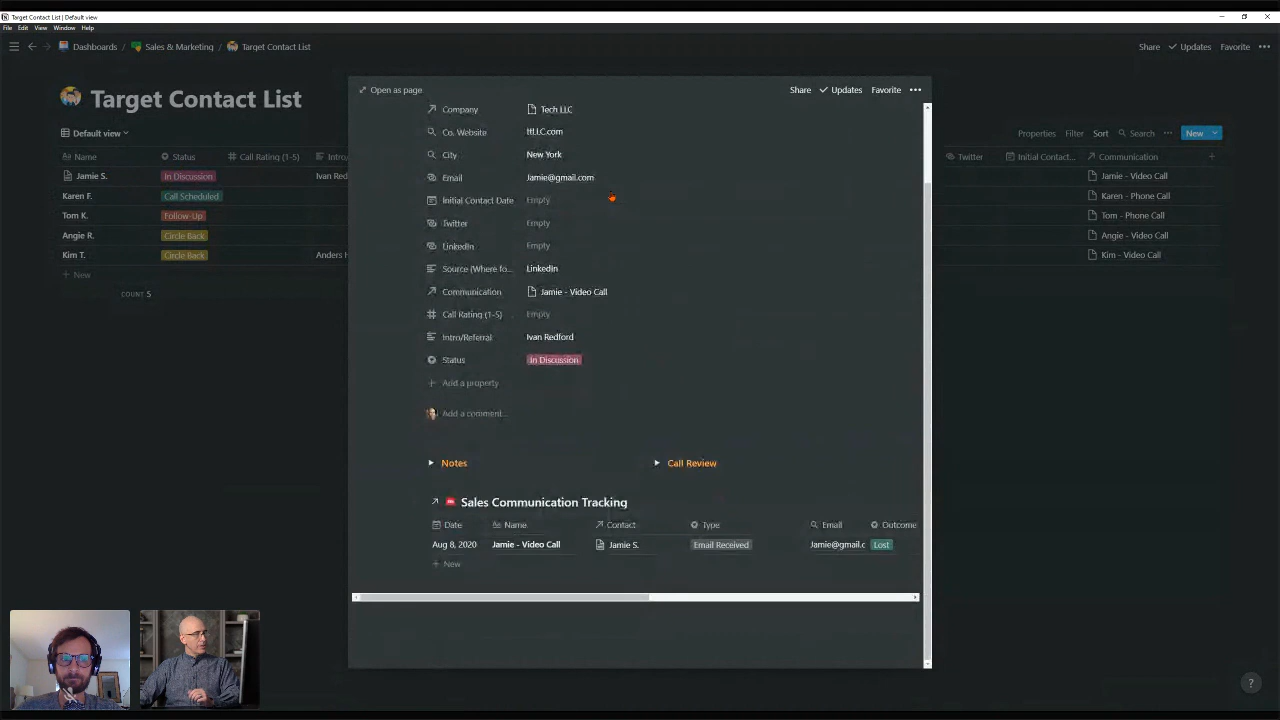 Target Contact List | Default view
File Edit View Window Help
Dashboards / Sales & Marketing / Target Contact List
Share Updates Favorite
Target Contact List
Default view
Properties Filter Sort Search New
Name Status Call Rating (1-5) Intro/ Twitter Initial Contact... Communication
Jamie S. In Discussion Ivan Red Jamie - Video Call
Karen F. Call Scheduled Karen - Phone Call
Tom K. Follow-Up Tom - Phone Call
Angie R. Circle Back Angie - Video Call
Kim T. Circle Back Anders H Kim - Video Call
New
COUNT 5
Open as page Share Updates Favorite
Company Tech LLC
Co. Website ttLLC.com
City New York
Email Jamie@gmail.com
Initial Contact Date Empty
Twitter Empty
LinkedIn Empty
Source (Where fo... LinkedIn
Communication Jamie - Video Call
Call Rating (1-5) Empty
Intro/Referral Ivan Redford
Status In Discussion
Add a property
Add a comment...
Notes Call Review
Sales Communication Tracking
Date Name Contact Type Email Outcome
Aug 8, 2020 Jamie - Video Call Jamie S. Email Received Jamie@gmail.c Lost
New
?